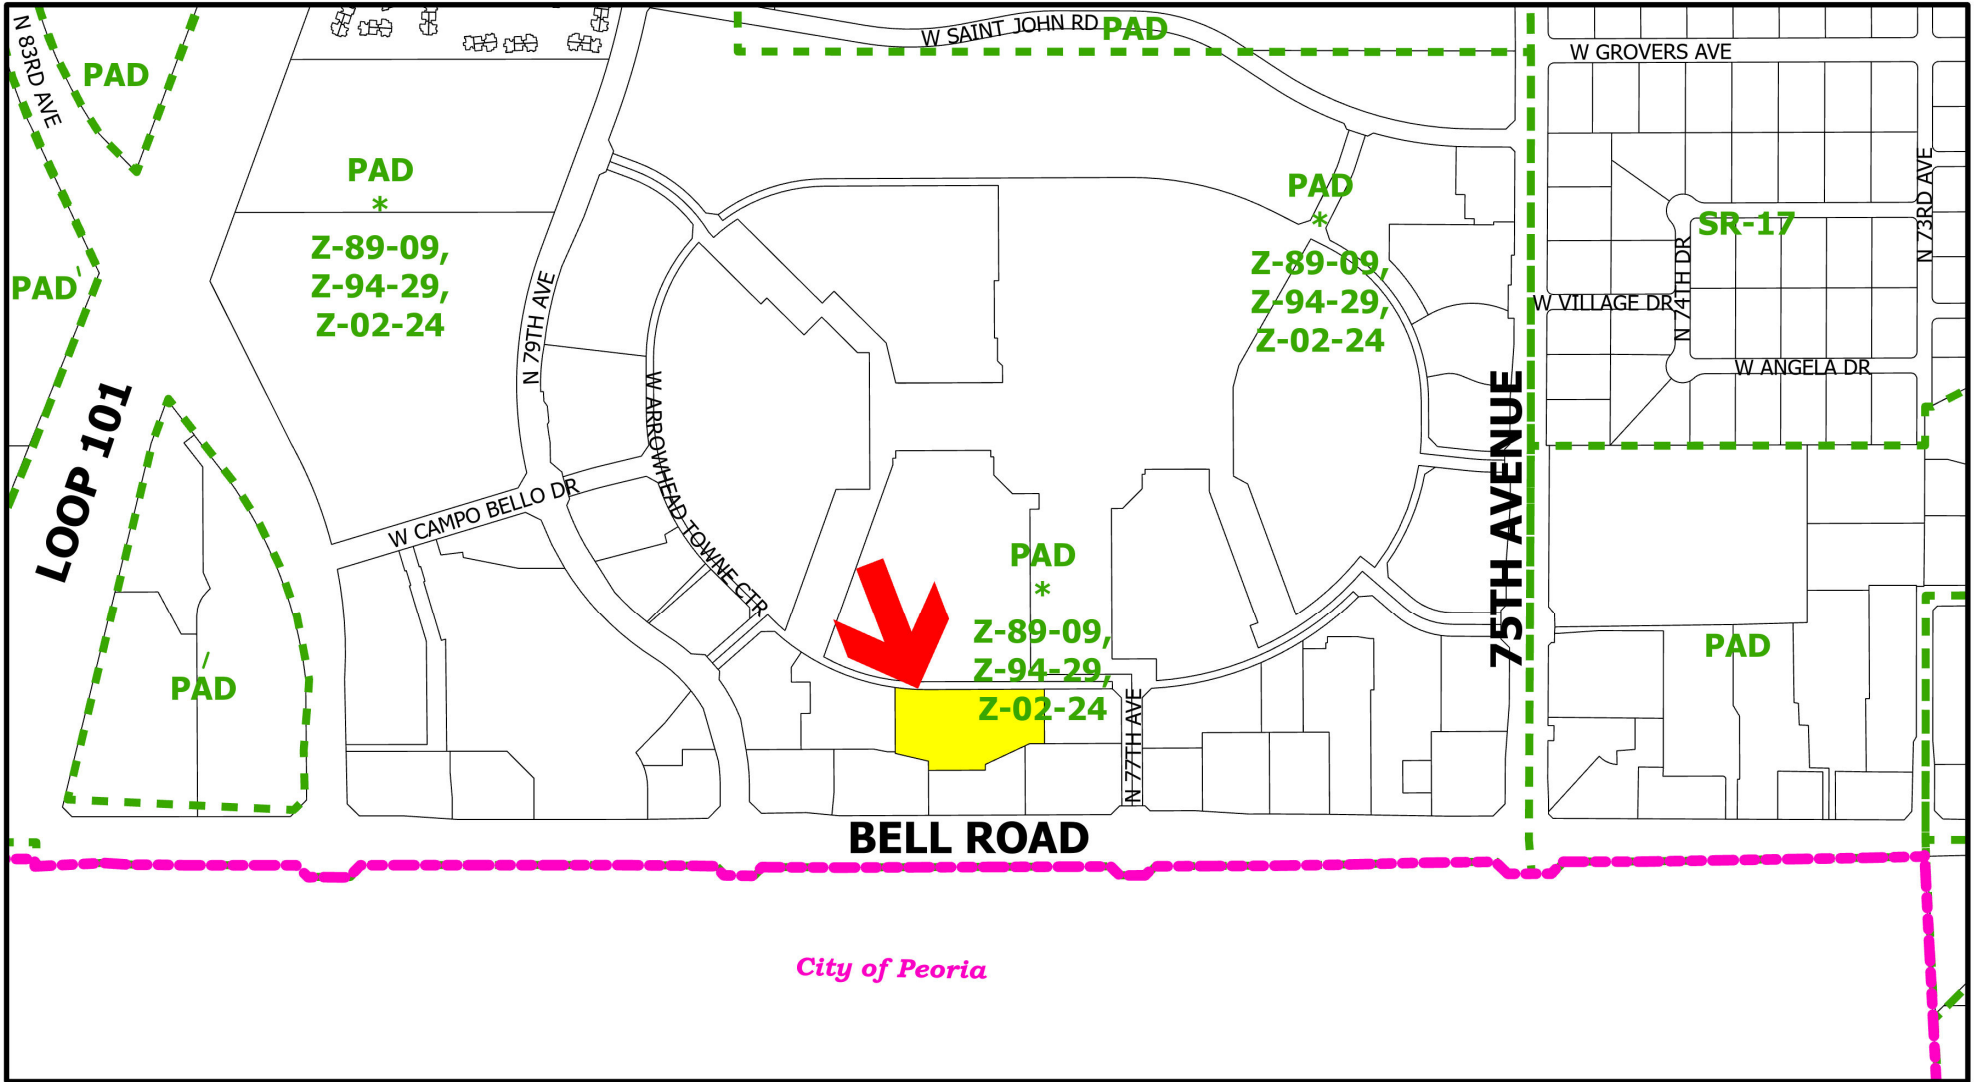 N 83RD AVE
PAD
W SAINT JOHN RD
PAD
W GROVERS AVE
PAD
*
Z-89-09,
Z-94-29,
Z-02-24
PAD
*
Z-89-09,
Z-94-29,
Z-02-24
SR-17
N 73RD AVE
N 74TH DR
PAD
W VILLAGE DR
N 79TH AVE
W ANGELA DR
LOOP 101
W ARROWHEAD TOWNE CTR
75TH AVENUE
W CAMPO BELLO DR
PAD
*
Z-89-09,
Z-94-29,
Z-02-24
PAD
PAD
N 77TH AVE
BELL ROAD
City of Peoria